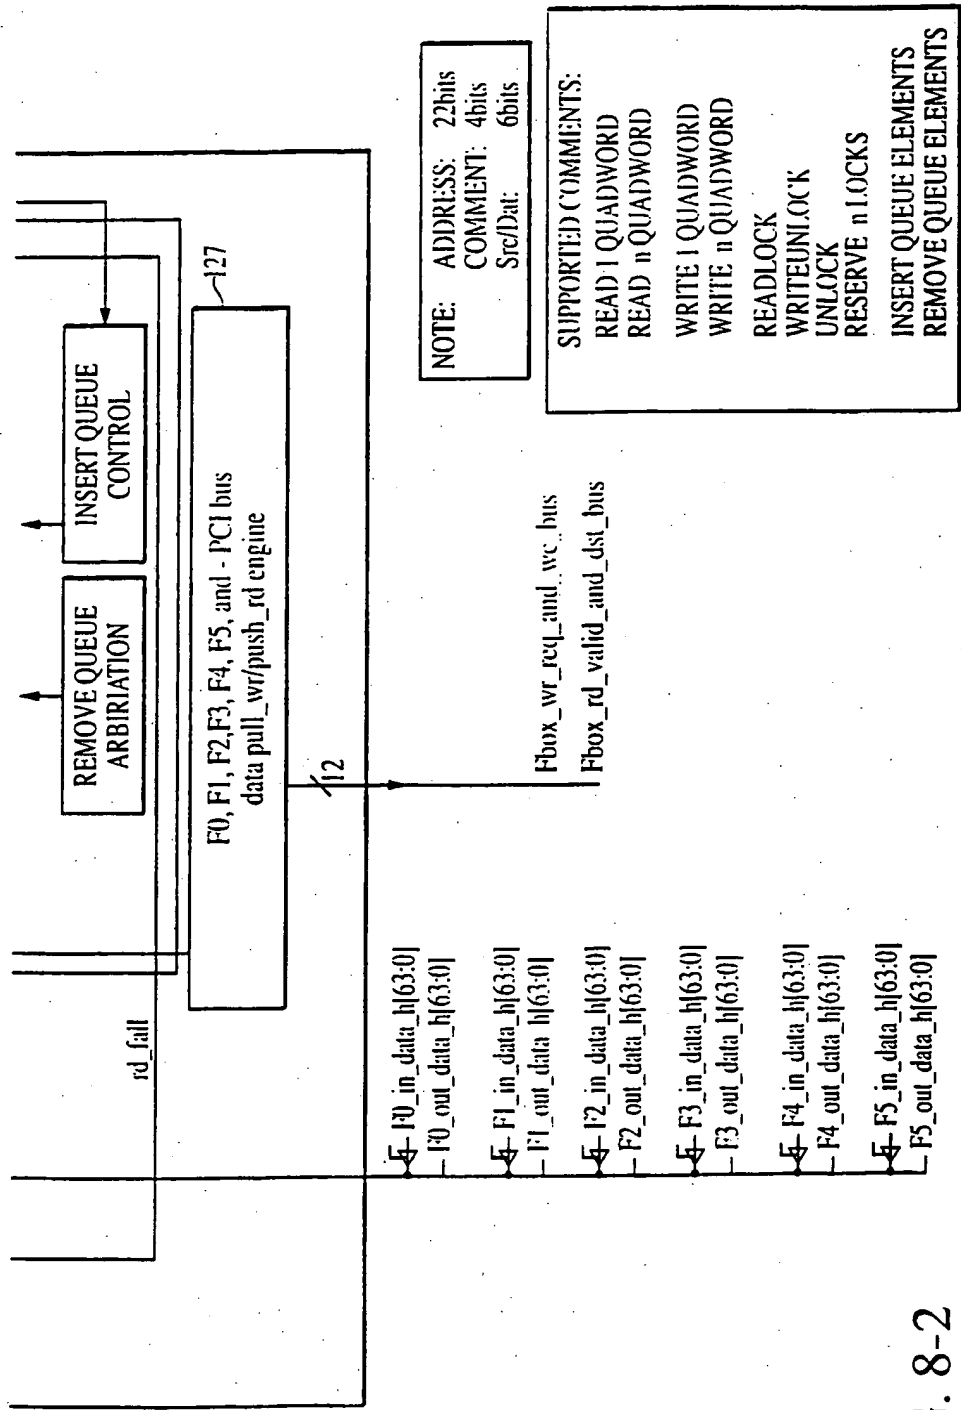 REMOVE QUEUE
ARBIRIATION
INSERT QUEUE
CONTROL
rd_fall
127
F0, F1, F2,F3, F4, F5, and - PCI bus
data pull_wr/push_rd engine
12
Fbox_wr_req_and_wc_bus
Fbox_rd_valid_and_dst_bus
F0_in_data_h[63:0]
F0_out_data_h[63:0]
F1_in_data_h[63:0]
F1_out_data h[63:0]
F2_in_data_h[63:0]
F2_out_data_h[63:0]
F3_in_data_h[63:0]
F3_out_data_h[63:0]
F4_in_data_h[63:0]
F4_out_data_h[63:0]
F5_in_data_h[63:0]
F5_out_data_h[63:0]
NOTE: ADDRESS: 22bits
COMMENT: 4bits
Src/Dat: 6bits
SUPPORTED COMMENTS:
READ 1 QUADWORD
READ n QUADWORD
WRITE 1 QUADWORD
WRITE n QUADWORD
READLOCK
WRITEUNLOCK
UNLOCK
RESERVE n LOCKS
INSERT QUEUE ELEMENTS
REMOVE QUEUE ELEMENTS
8-2